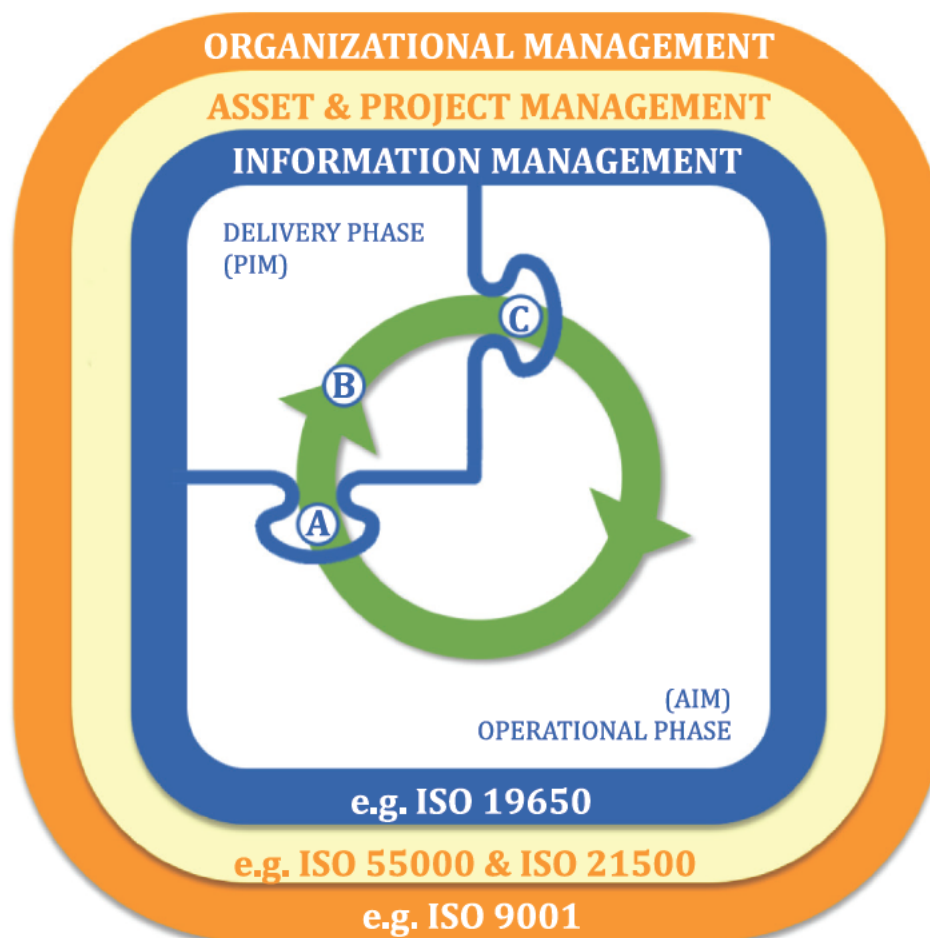 ORGANIZATIONAL MANAGEMENT
ASSET & PROJECT MANAGEMENT
INFORMATION MANAGEMENT
DELIVERY PHASE
(PIM)
C
B
A
(AIM)
OPERATIONAL PHASE
e.g. ISO 19650
e.g. ISO 55000 & ISO 21500
e.g. ISO 9001